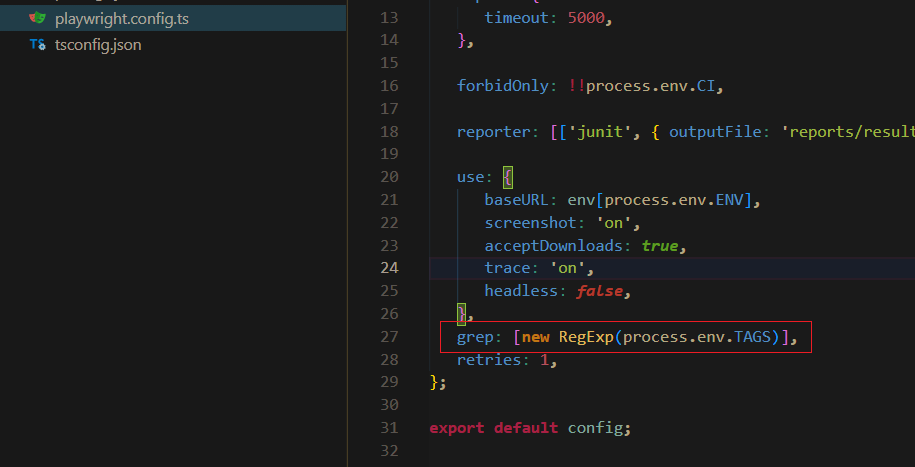 playwright.config.ts
TS tsconfig.json
13 timeout: 5000,
14 },
15
16 forbidOnly: !!process.env.CI,
17
18 reporter: [['junit', { outputFile: 'reports/result
19
20 use: {
21 baseURL: env[process.env.ENV],
22 screenshot: 'on',
23 acceptDownloads: true,
24 trace: 'on',
25 headless: false,
26 },
27 grep: [new RegExp(process.env.TAGS)],
28 retries: 1,
29 };
30
31 export default config;
32